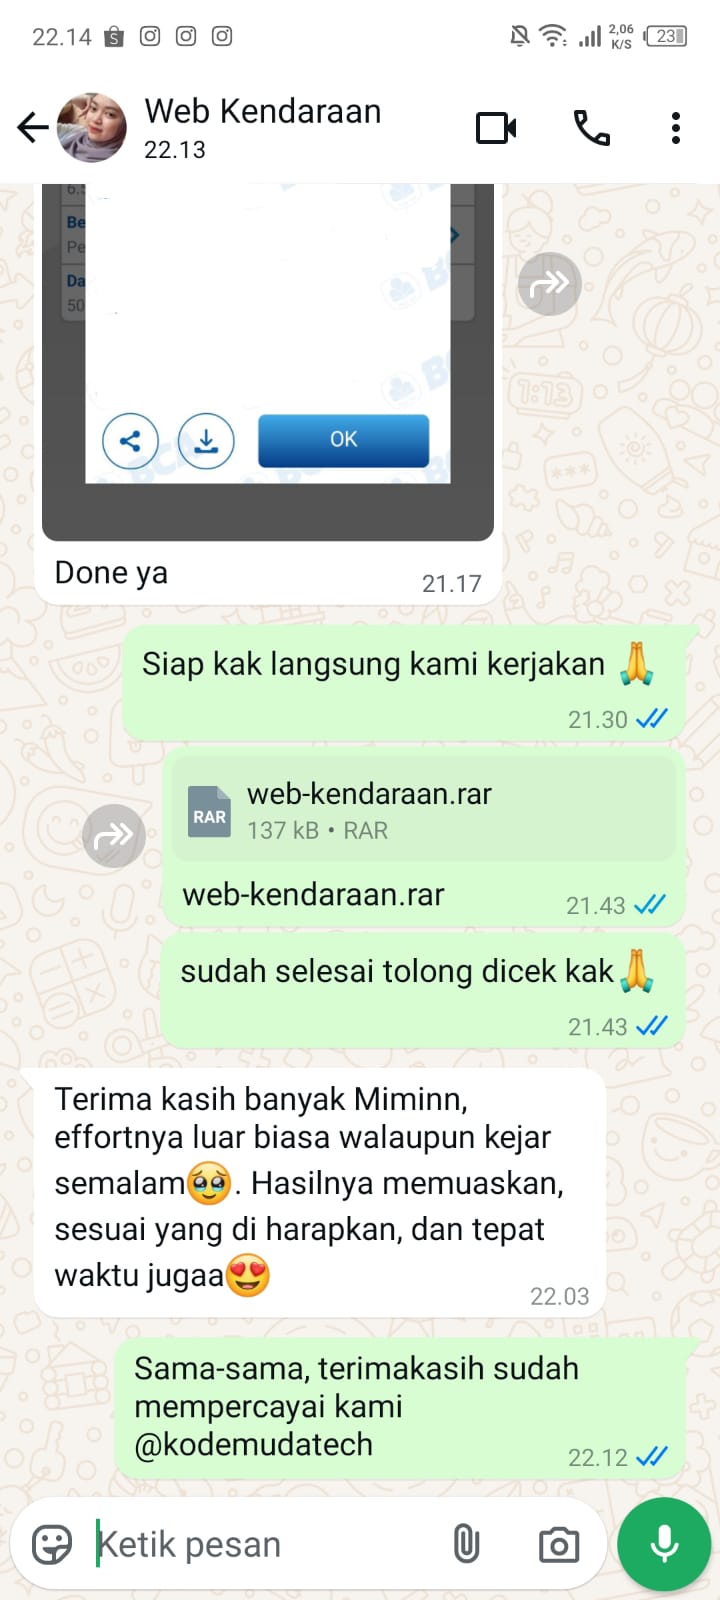 22.14
2,06
K/S
23
Web Kendaraan
22.13
6.5
Be
Pe
Da
50
BCA
OK
Done ya
21.17
Siap kak langsung kami kerjakan 🙏
21.30
RAR
web-kendaraan.rar
137 kB • RAR
web-kendaraan.rar
21.43
sudah selesai tolong dicek kak🙏
21.43
Terima kasih banyak Miminn,
effortnya luar biasa walaupun kejar
semalam🥹. Hasilnya memuaskan,
sesuai yang di harapkan, dan tepat
waktu jugaa😍
22.03
Sama-sama, terimakasih sudah
mempercayai kami
@kodemudatech
22.12
Ketik pesan